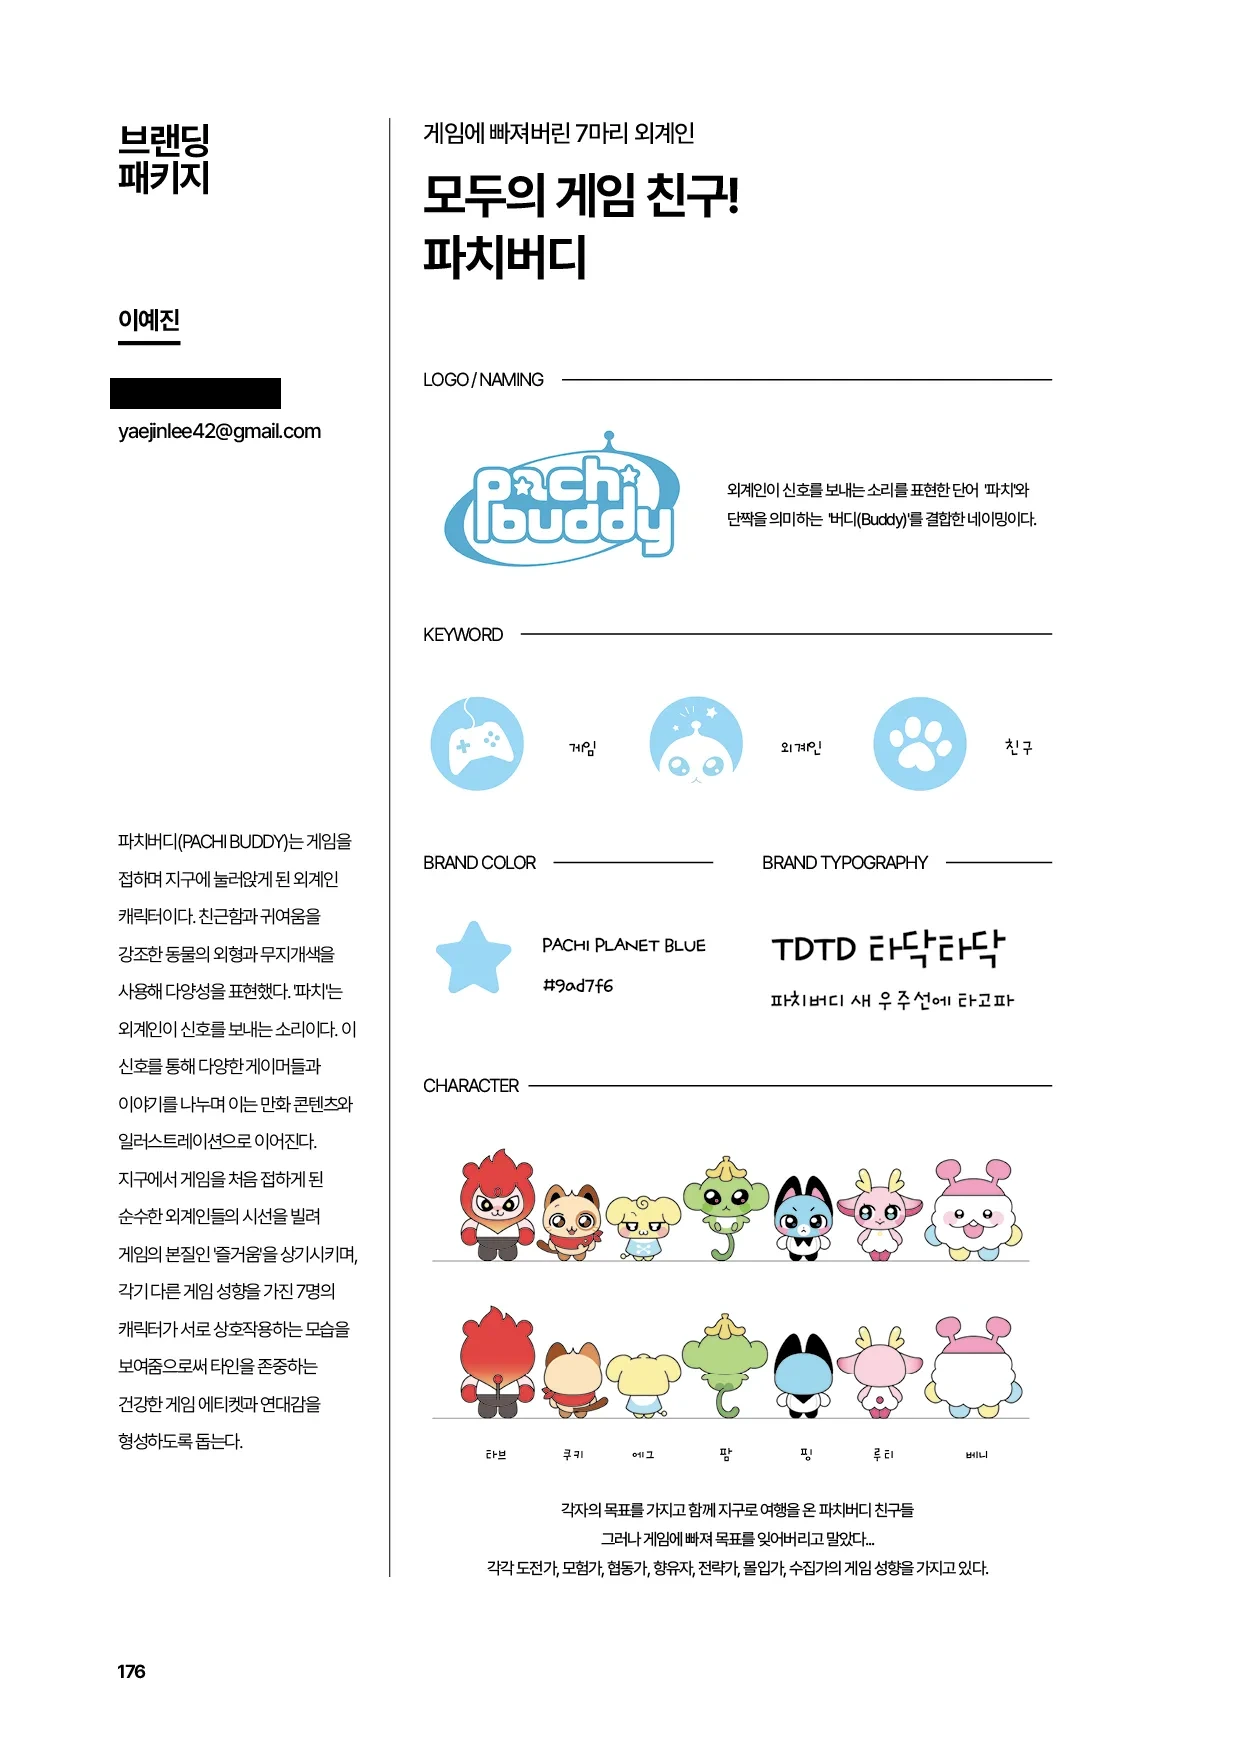 브랜딩
패키지
이예진
yaejinlee42@gmail.com
파치버디(PACHI BUDDY)는 게임을
접하며 지구에 눌러앉게 된 외계인
캐릭터이다. 친근함과 귀여움을
강조한 동물의 외형과 무지개색을
사용해 다양성을 표현했다. '파치'는
외계인이 신호를 보내는 소리이다. 이
신호를 통해 다양한 게이머들과
이야기를 나누며 이는 만화 콘텐츠와
일러스트레이션으로 이어진다.
지구에서 게임을 처음 접하게 된
순수한 외계인들의 시선을 빌려
게임의 본질인 '즐거움'을 상기시키며,
각기 다른 게임 성향을 가진 7명의
캐릭터가 서로 상호작용하는 모습을
보여줌으로써 타인을 존중하는
건강한 게임 에티켓과 연대감을
형성하도록 돕는다.
176
게임에 빠져버린 7마리 외계인
모두의 게임 친구!
파치버디
LOGO / NAMING
pachi
buddy
외계인이 신호를 보내는 소리를 표현한 단어 '파치'와
단짝을 의미하는 '버디(Buddy)'를 결합한 네이밍이다.
KEYWORD
게임
외계인
친구
BRAND COLOR
PACHI PLANET BLUE
#9ad7f6
BRAND TYPOGRAPHY
TDTD 타닥타닥
파치버디 새 우주선에 타고파
CHARACTER
타브
쿠키
에그
팜
핑
루티
베니
각자의 목표를 가지고 함께 지구로 여행을 온 파치버디 친구들
그러나 게임에 빠져 목표를 잊어버리고 말았다...
각각 도전가, 모험가, 협동가, 향유자, 전략가, 몰입가, 수집가의 게임 성향을 가지고 있다.